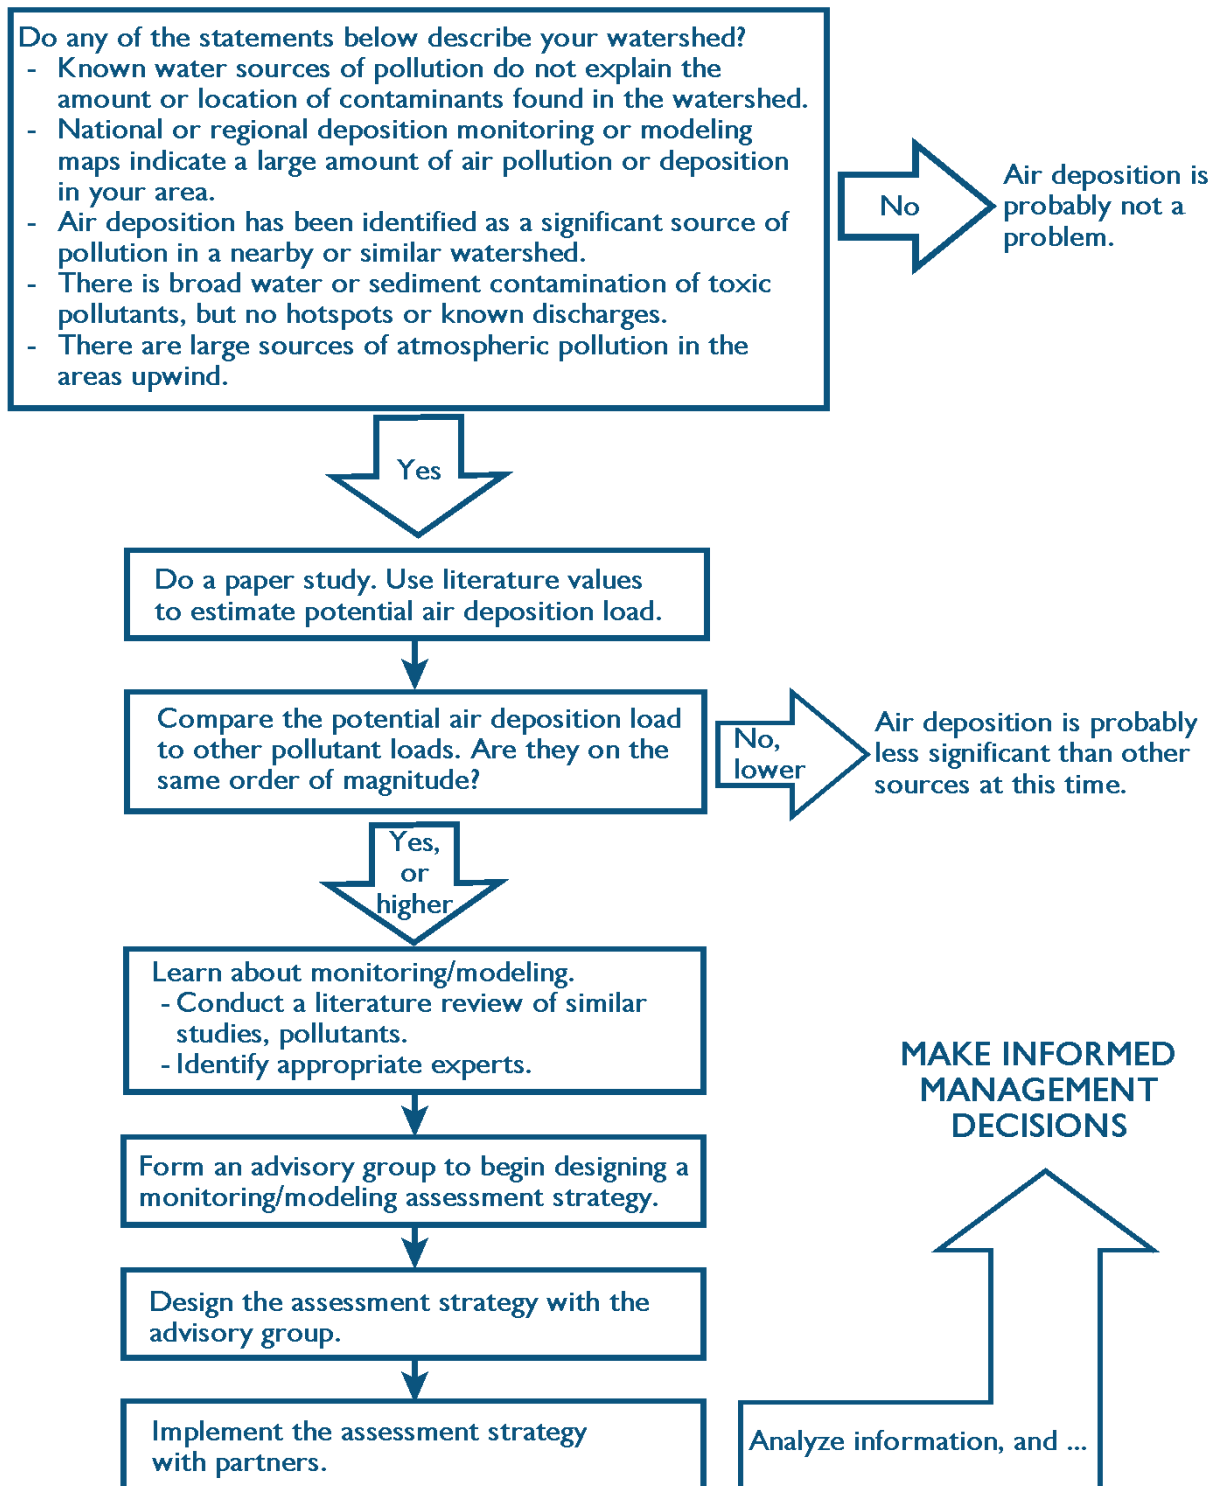 Do any of the statements below describe your watershed?
- Known water sources of pollution do not explain the
amount or location of contaminants found in the watershed.
- National or regional deposition monitoring or modeling
maps indicate a large amount of air pollution or deposition
in your area.
- Air deposition has been identified as a significant source of
pollution in a nearby or similar watershed.
- There is broad water or sediment contamination of toxic
pollutants, but no hotspots or known discharges.
- There are large sources of atmospheric pollution in the
areas upwind.
No
Air deposition is
probably not a
problem.
Yes
Do a paper study. Use literature values
to estimate potential air deposition load.
Compare the potential air deposition load
to other pollutant loads. Are they on the
same order of magnitude?
No,
lower
Air deposition is probably
less significant than other
sources at this time.
Yes,
or
higher
Learn about monitoring/modeling.
- Conduct a literature review of similar
studies, pollutants.
- Identify appropriate experts.
Form an advisory group to begin designing a
monitoring/modeling assessment strategy.
Design the assessment strategy with the
advisory group.
Implement the assessment strategy
with partners.
Analyze information, and ...
MAKE INFORMED
MANAGEMENT
DECISIONS